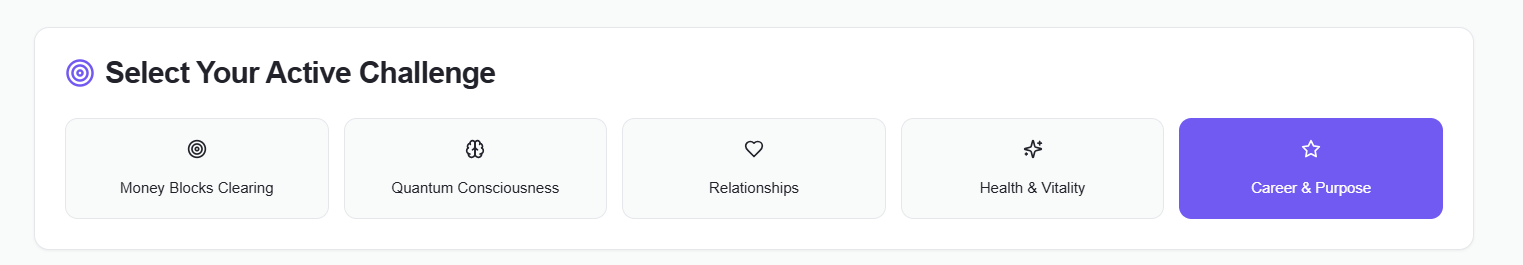 Select Your Active Challenge
Money Blocks Clearing
Quantum Consciousness
Relationships
Health & Vitality
Career & Purpose